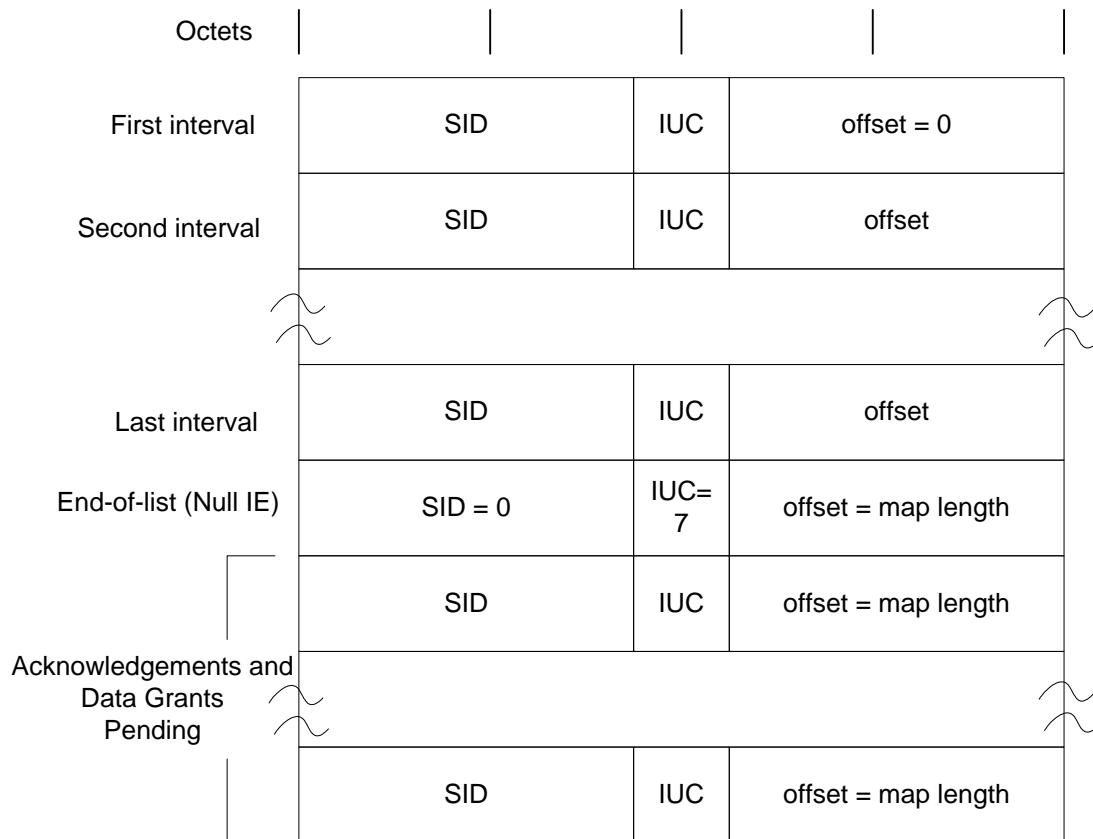 Octets
First interval
SID
IUC
offset = 0
Second interval
SID
IUC
offset
Last interval
SID
IUC
offset
End-of-list (Null IE)
SID = 0
IUC=
7
offset = map length
SID
IUC
offset = map length
Acknowledgements and
Data Grants
Pending
SID
IUC
offset = map length